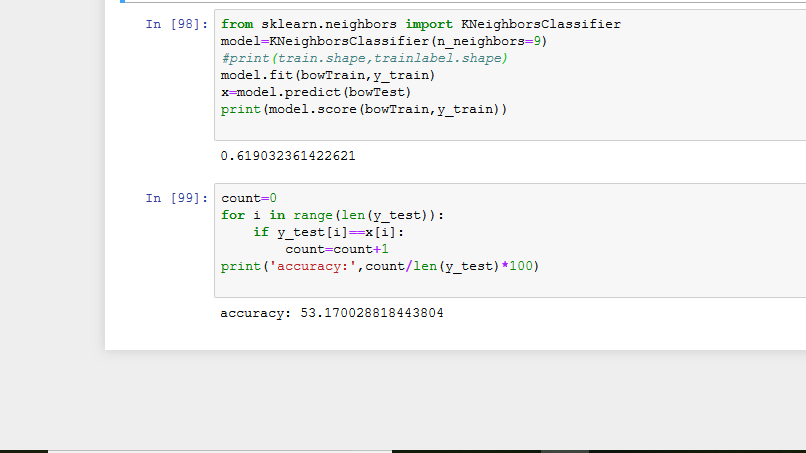 In [98]: from sklearn.neighbors import KNeighborsClassifier
model=KNeighborsClassifier(n_neighbors=9)
#print(train.shape,trainlabel.shape)
model.fit(bowTrain,y_train)
x=model.predict(bowTest)
print(model.score(bowTrain,y_train))
0.619032361422621
In [99]: count=0
for i in range(len(y_test)):
    if y_test[i]==x[i]:
        count=count+1
print('accuracy:',count/len(y_test)*100)
accuracy: 53.170028818443804